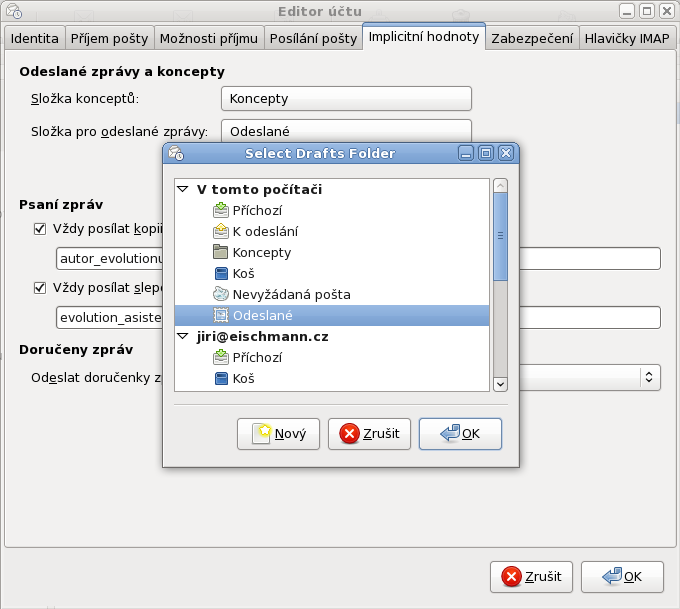 Editor účtu
Identita
Příjem pošty
Možnosti příjmu
Posílání pošty
Implicitní hodnoty
Zabezpečení
Hlavičky IMAP
Odeslané zprávy a koncepty
Složka konceptů:
Koncepty
Složka pro odeslané zprávy:
Odeslané
Select Drafts Folder
V tomto počítači
Příchozí
K odeslání
Koncepty
Koš
Nevyžádaná pošta
Odeslané
jiri@eischmann.cz
Příchozí
Koš
Nový
Zrušit
OK
Psaní zpráv
Vždy posílat kopii
autor_evolution
Vždy posílat slepo
evolution_asiste
Doručeny zpráv
Odeslat doručenky
Zrušit
OK